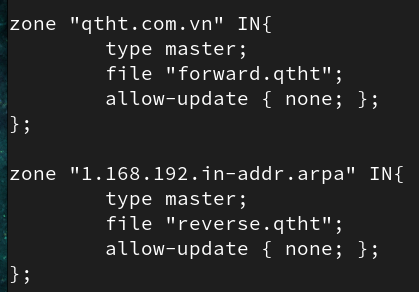 zone "qtht.com.vn" IN{
        type master;
        file "forward.qtht";
        allow-update { none; };
};

zone "1.168.192.in-addr.arpa" IN{
        type master;
        file "reverse.qtht";
        allow-update { none; };
};